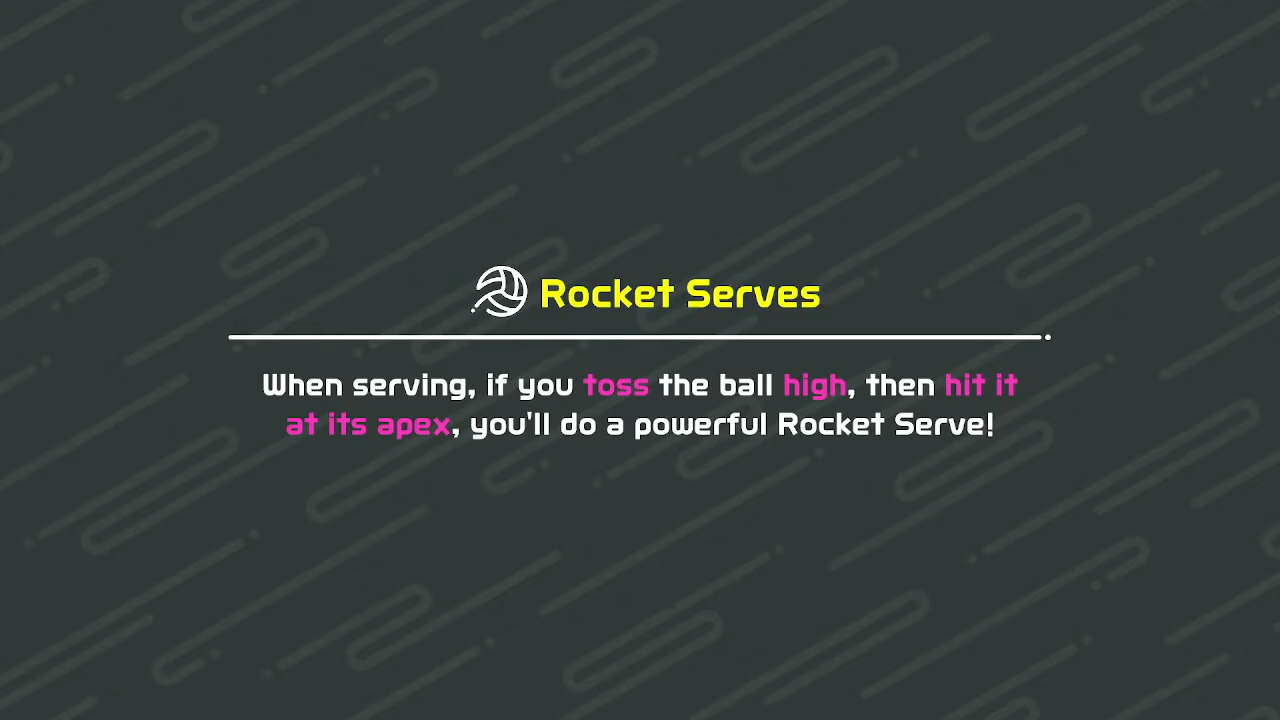 Rocket Serves
When serving, if you toss the ball high, then hit it
at its apex, you'll do a powerful Rocket Serve!